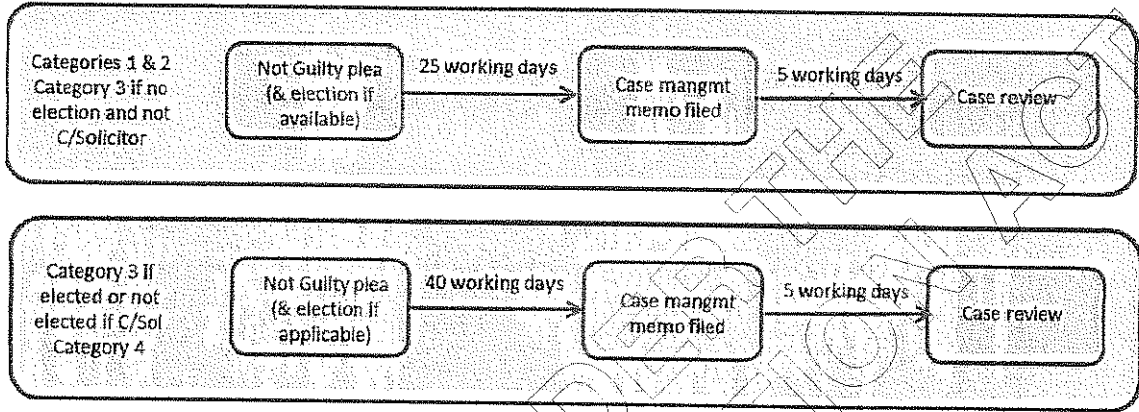 Categories 1 & 2
Category 3 if no
election and not
C/Solicitor
Not Guilty plea
(& election if
available)
25 working days
Case mangmt
memo filed
5 working days
Case review
Category 3 if
elected or not
elected if C/Sol
Category 4
Not Guilty plea
(& election if
applicable)
40 working days
Case mangmt
memo filed
5 working days
Case review